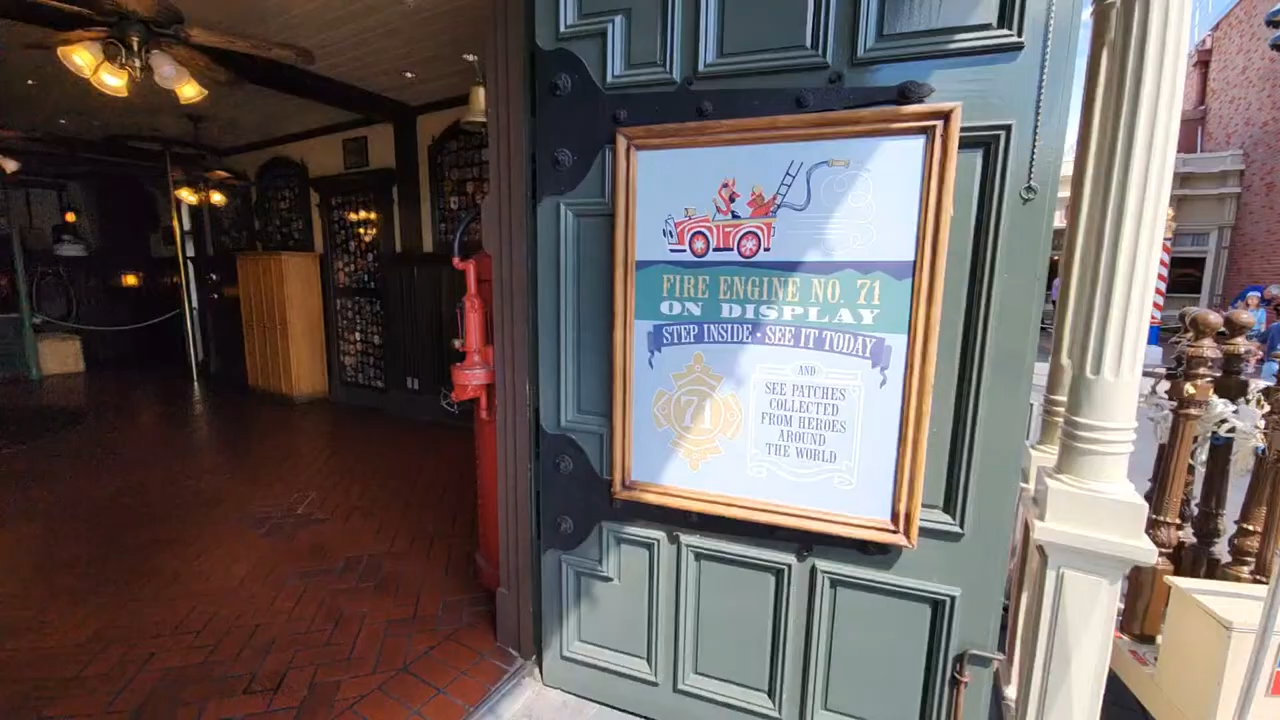 FIRE ENGINE NO. 71
ON DISPLAY
STEP INSIDE · SEE IT TODAY
71
AND
SEE PATCHES
COLLECTED
FROM HEROES
AROUND
THE WORLD